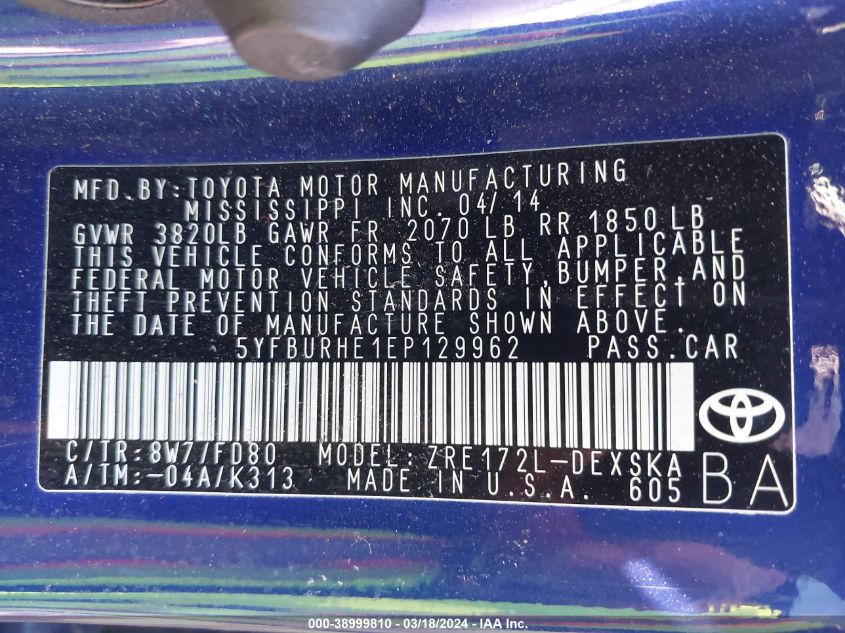 MFD.BY:TOYOTA MOTOR MANUFACTURING
MISSISSIPPI INC. 04/14
GVWR 3820LB GAWR FR 2070 LB RR 1850 LB
THIS VEHICLE CONFORMS TO ALL APPLICABLE
FEDERAL MOTOR VEHICLE SAFETY,BUMPER,AND
THEFT PREVENTION STANDARDS IN EFFECT ON
THE DATE OF MANUFACTURE SHOWN ABOVE.
5YFBURHE1EP129962 PASS.CAR
C/TR:8W7/FD80 MODEL:ZRE172L-DEXSKA
A/TM:-04A/K313 MADE IN U.S.A. 605 BA
000-38999810 - 03/18/2024 - IAA Inc.